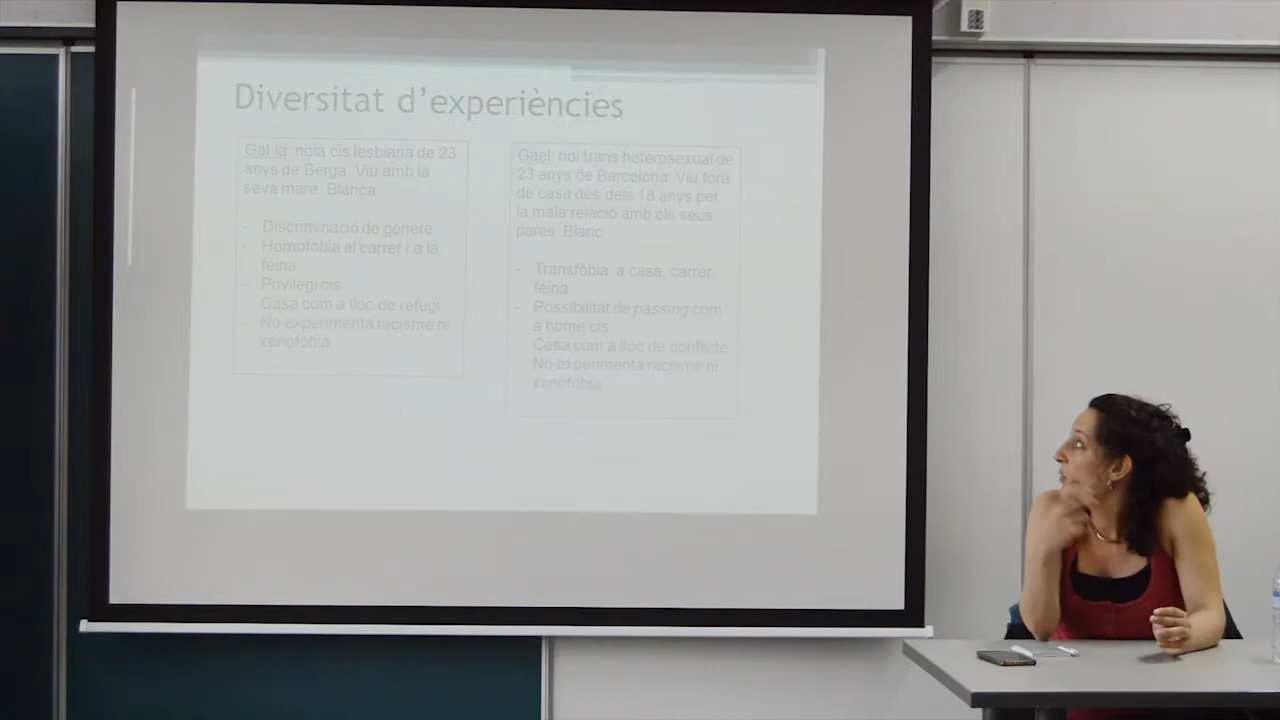 Diversitat d'experiències
Gal·la: noia cis lesbiana de 23
anys de Berga. Viu amb la
seva mare. Blanca
- Discriminació de gènere
- Homofòbia al carrer i a la
feina
- Privilegi cis
Casa com a lloc de refugi
- No experimenta racisme ni
xenofòbia
Gael: noi trans heterosexual de
23 anys de Barcelona. Viu fora
de casa des dels 18 anys per
la mala relació amb els seus
pares. Blanc
- Transfòbia: a casa, carrer,
feina
- Possibilitat de passing com
a home cis
Casa com a lloc de conflicte
No experimenta racisme ni
xenofòbia